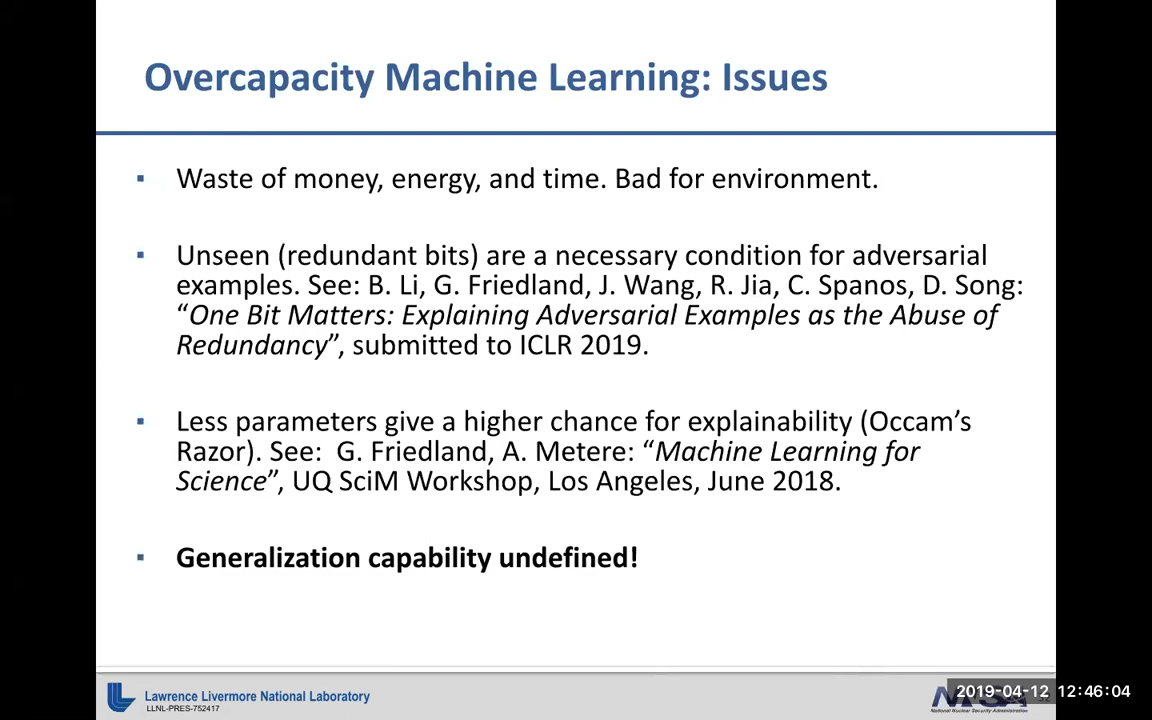 Overcapacity Machine Learning: Issues
▪ Waste of money, energy, and time. Bad for environment.
▪ Unseen (redundant bits) are a necessary condition for adversarial
examples. See: B. Li, G. Friedland, J. Wang, R. Jia, C. Spanos, D. Song:
“One Bit Matters: Explaining Adversarial Examples as the Abuse of
Redundancy”, submitted to ICLR 2019.
▪ Less parameters give a higher chance for explainability (Occam’s
Razor). See:  G. Friedland, A. Metere: “Machine Learning for
Science”, UQ SciM Workshop, Los Angeles, June 2018.
▪ Generalization capability undefined!
Lawrence Livermore National Laboratory
LLNL-PRES-752417
2019-04-12 12:46:04
National Nuclear Security Administration